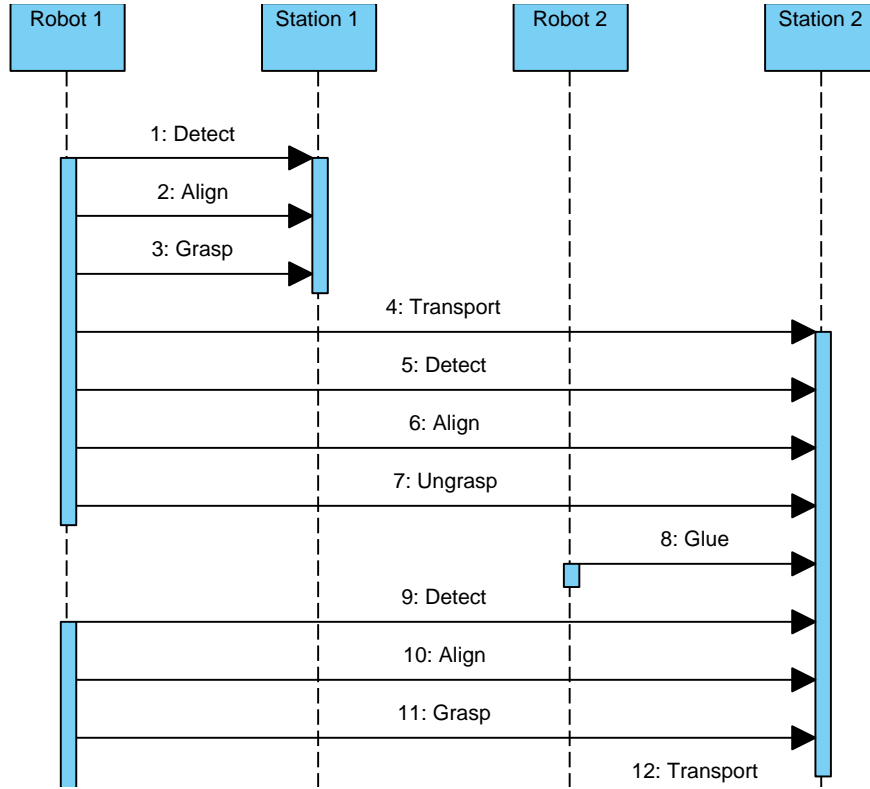 Robot 1
Station 1
Robot 2
Station 2
1: Detect
2: Align
3: Grasp
4: Transport
5: Detect
6: Align
7: Ungrasp
8: Glue
9: Detect
10: Align
11: Grasp
12: Transport